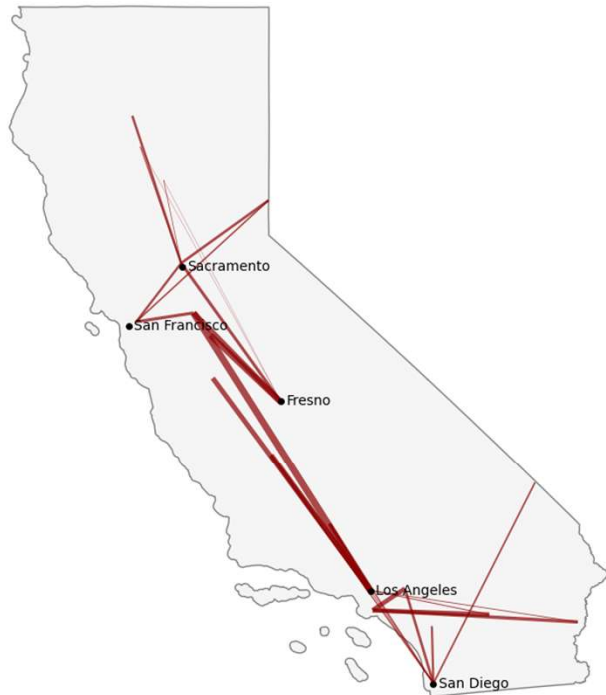 Sacramento
San Francisco
Fresno
Los Angeles
San Diego